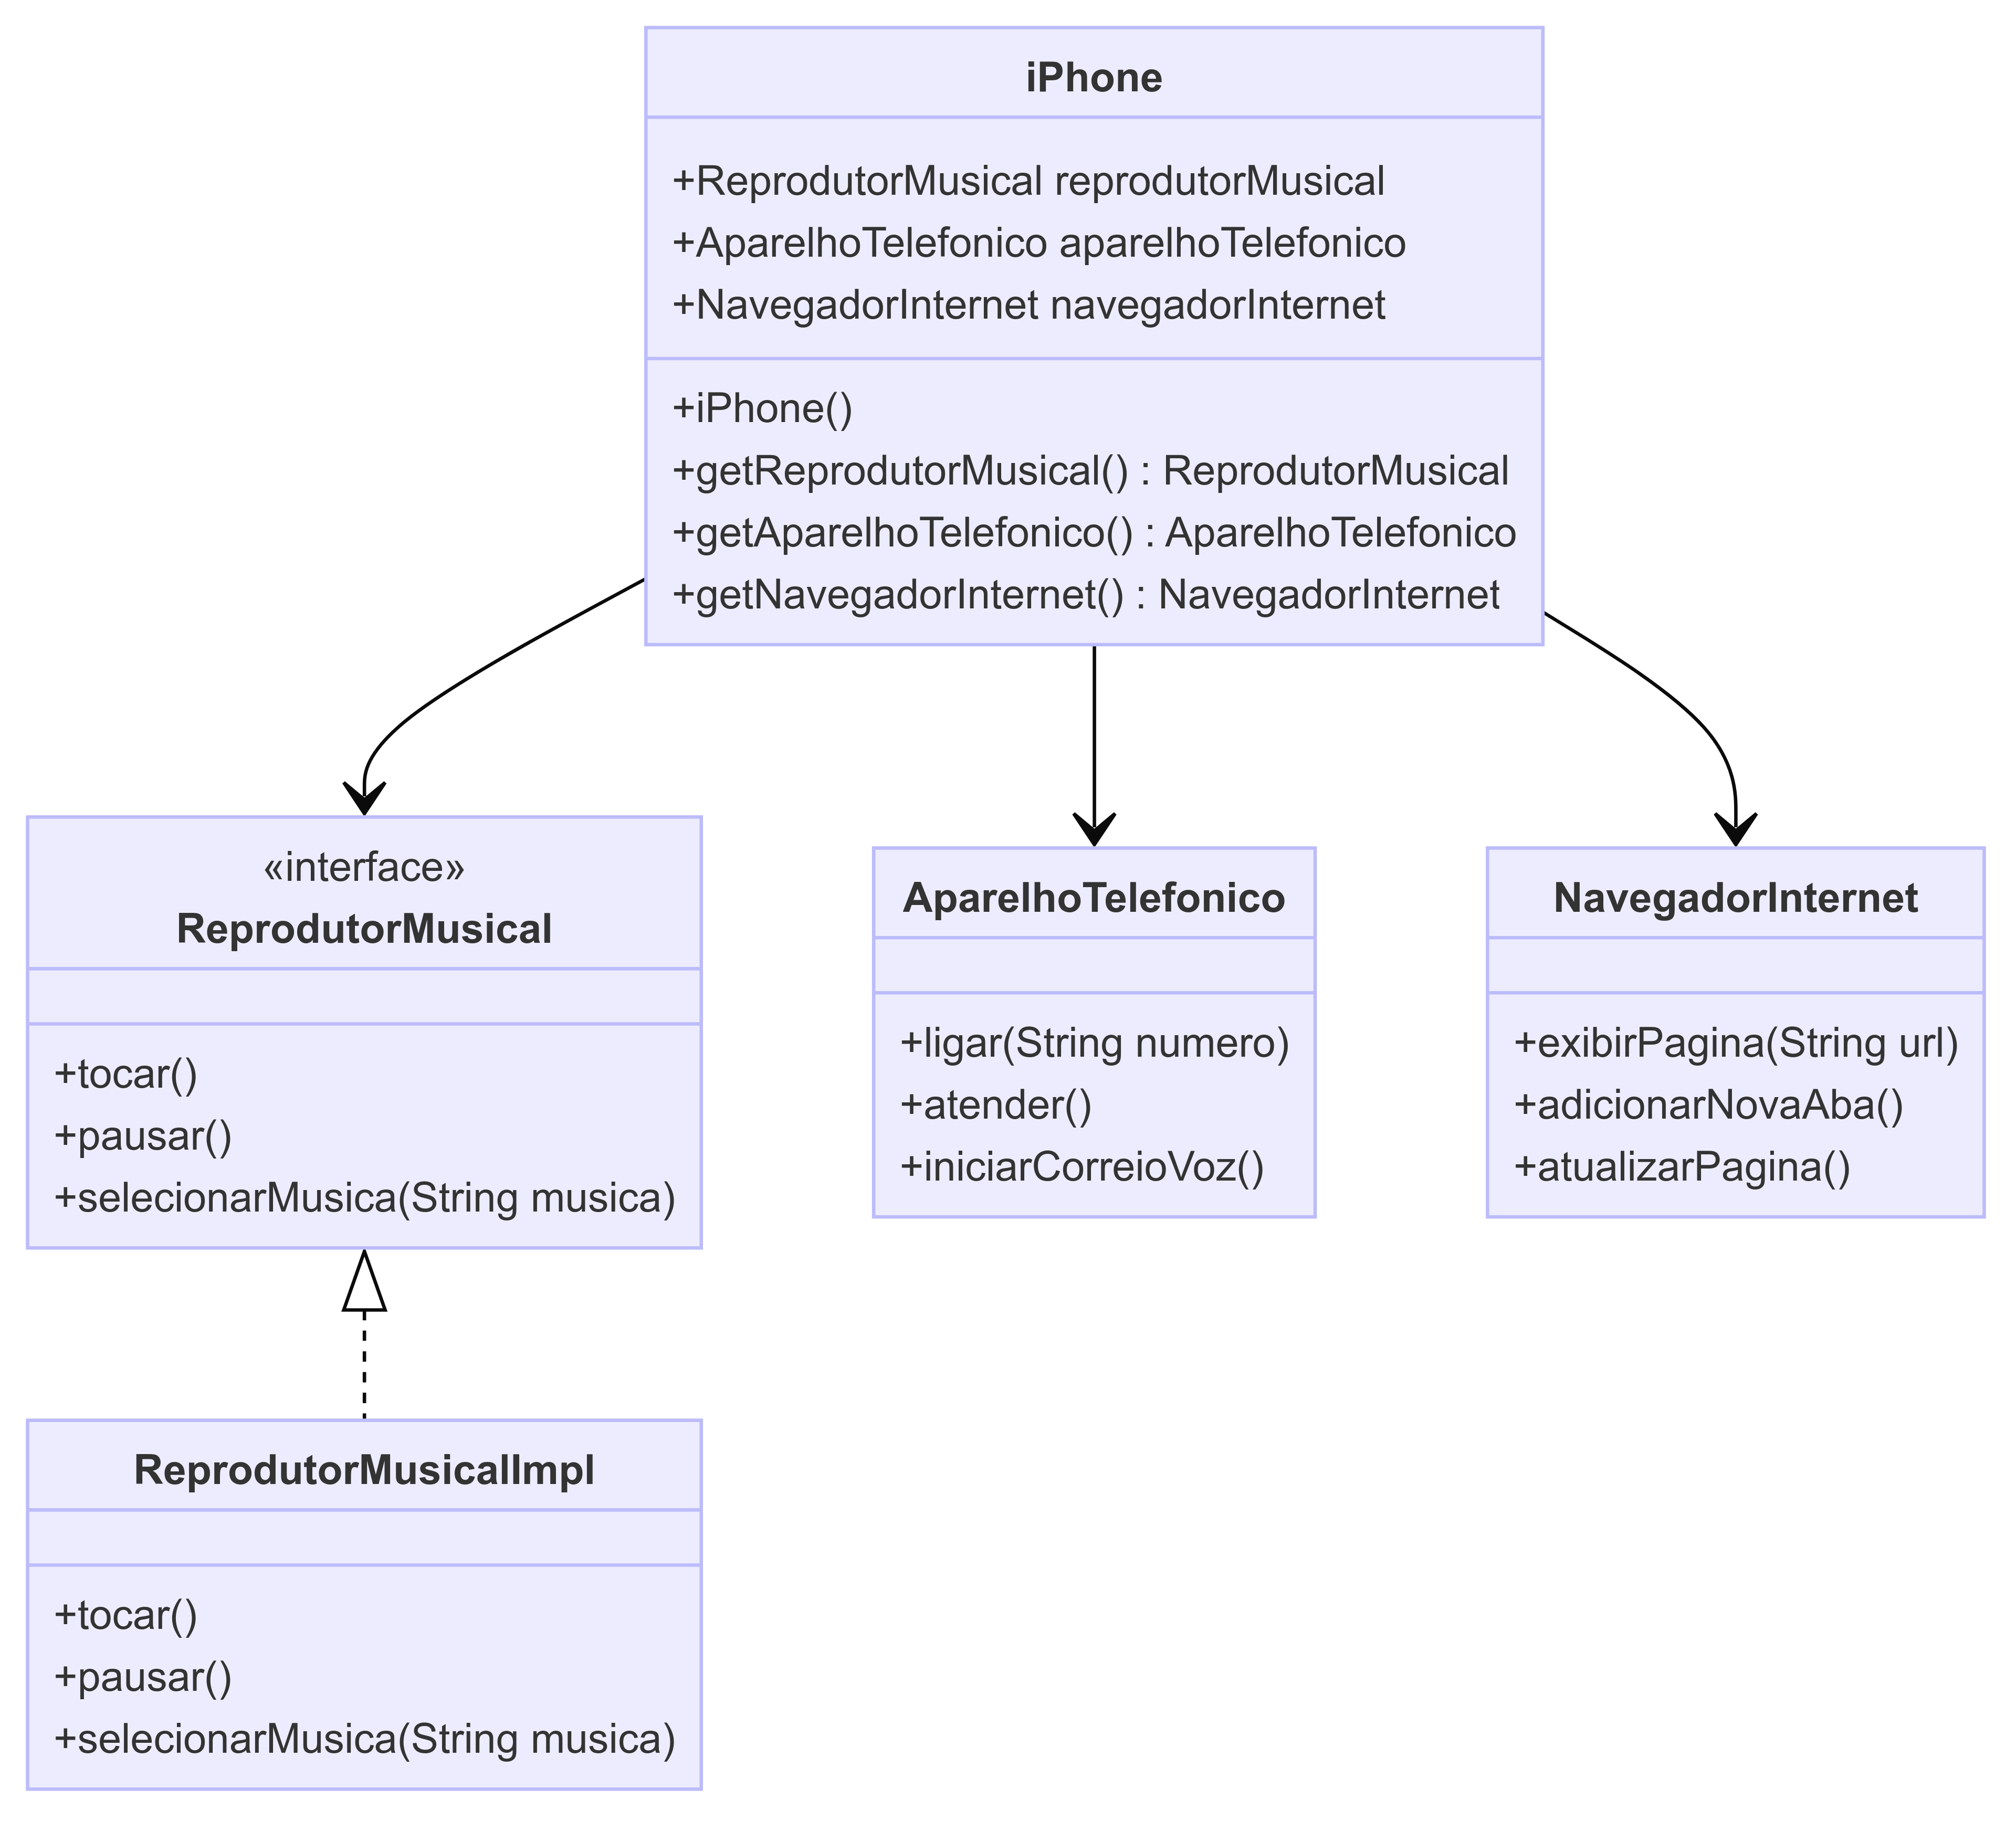 iPhone
+ReprodutorMusical reprodutorMusical
+AparelhoTelefonico aparelhoTelefonico
+NavegadorInternet navegadorInternet
+iPhone()
+getReprodutorMusical() : ReprodutorMusical
+getAparelhoTelefonico() : AparelhoTelefonico
+getNavegadorInternet() : NavegadorInternet
«interface»
ReprodutorMusical
+tocar()
+pausar()
+selecionarMusica(String musica)
AparelhoTelefonico
+ligar(String numero)
+atender()
+iniciarCorreioVoz()
NavegadorInternet
+exibirPagina(String url)
+adicionarNovaAba()
+atualizarPagina()
ReprodutorMusicalImpl
+tocar()
+pausar()
+selecionarMusica(String musica)